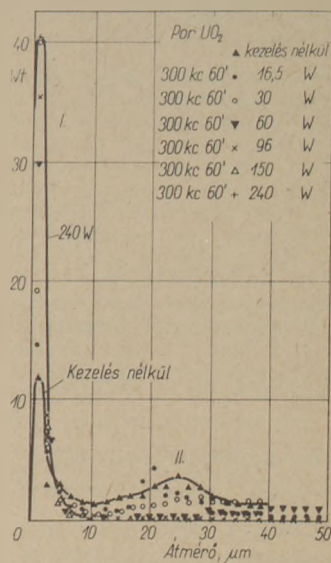 Por UO₂
▲ kezelés nélkül
300 kc 60' • 16,5 W
300 kc 60' ○ 30 W
300 kc 60' ▼ 60 W
300 kc 60' × 96 W
300 kc 60' △ 150 W
300 kc 60' + 240 W
40
Wt
30
20
10
0
I.
240 W
Kezelés nélkül
II.
0 10 20 30 40 50
Átmérő, μm